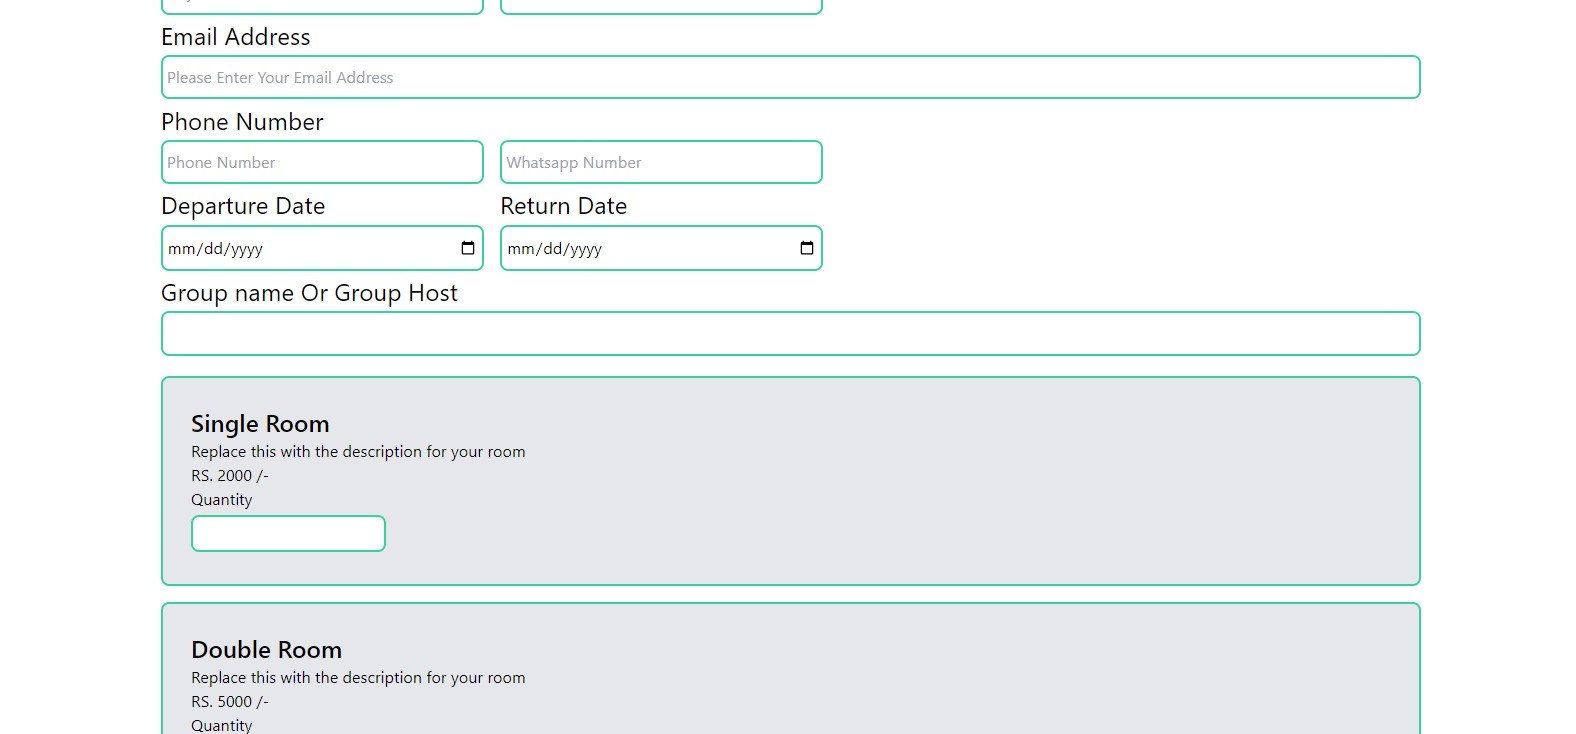 Email Address
Please Enter Your Email Address
Phone Number
Phone Number Whatsapp Number
Departure Date Return Date
mm/dd/yyyy mm/dd/yyyy
Group name Or Group Host
Single Room
Replace this with the description for your room
RS. 2000 /-
Quantity
Double Room
Replace this with the description for your room
RS. 5000 /-
Quantity